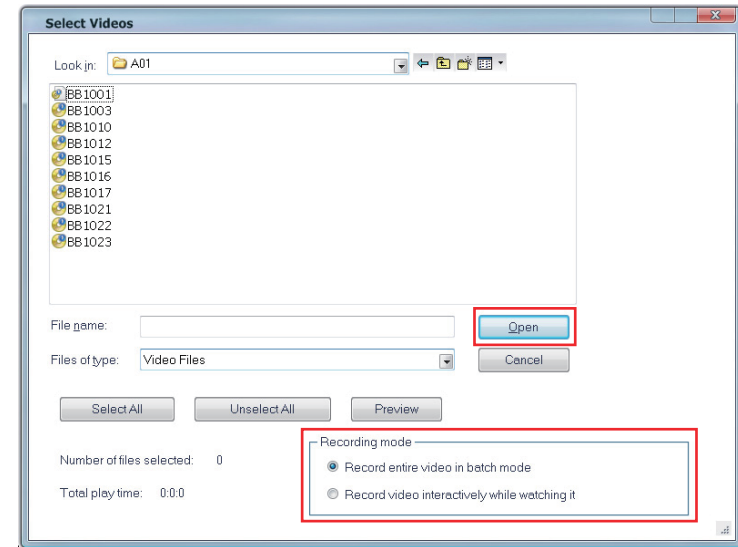 Select Videos
Look in: A01
BB1001
BB1003
BB1010
BB1012
BB1015
BB1016
BB1017
BB1021
BB1022
BB1023
File name: Open
Files of type: Video Files Cancel
Select All Unselect All Preview
Recording mode
Number of files selected: 0 Record entire video in batch mode
Total play time: 0:0:0 Record video interactively while watching it